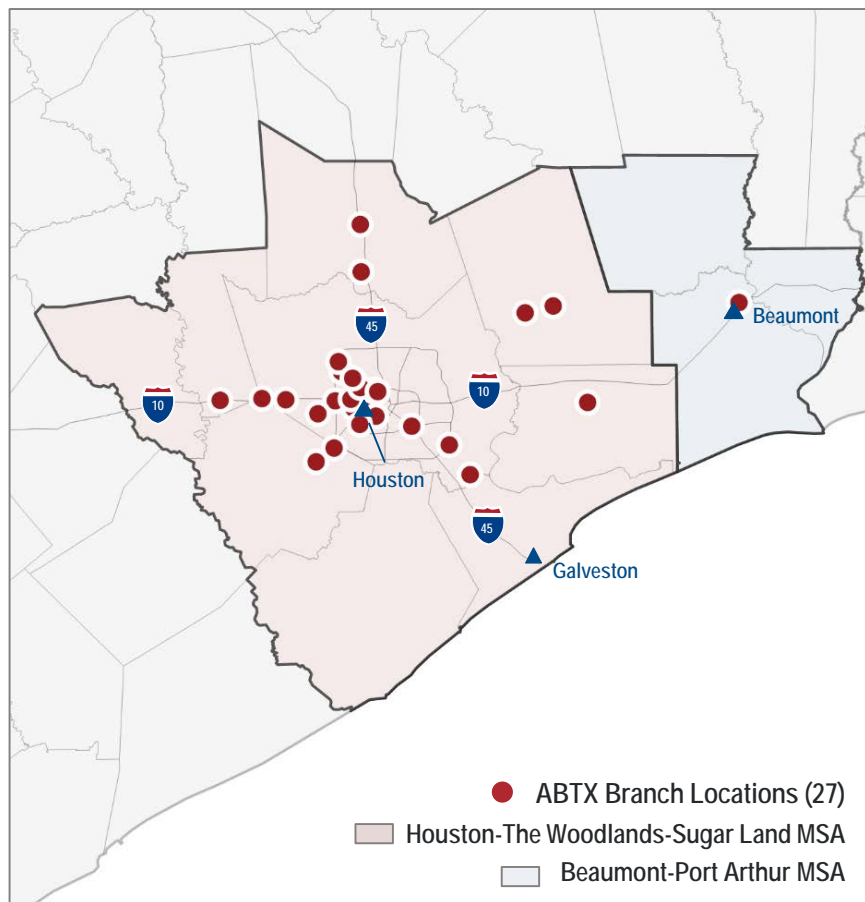 45
Beaumont
10
10
Houston
45
Galveston
ABTX Branch Locations (27)
Houston-The Woodlands-Sugar Land MSA
Beaumont-Port Arthur MSA